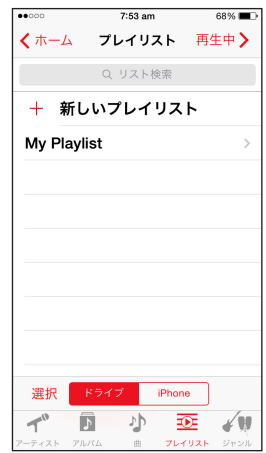 7:53 am 68%
ホーム プレイリスト 再生中
リスト検索
+ 新しいプレイリスト
My Playlist
選択 ドライブ iPhone
アーティスト アルバム 曲 プレイリスト ジャンル